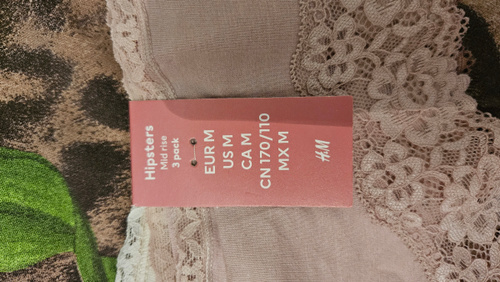 Hipsters
Mid rise
3 pack
EUR M
US M
CA M
CN 170/110
MX M
H&M